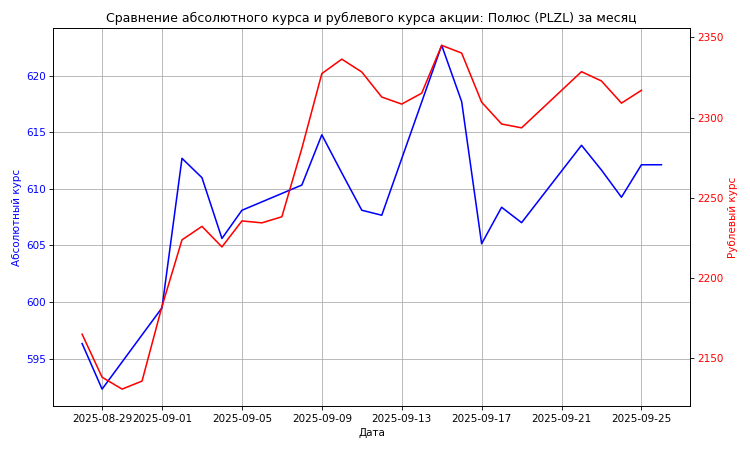 Сравнение абсолютного курса и рублевого курса акции: Полюс (PLZL) за месяц
Абсолютный курс
620
615
610
605
600
595
2350
2300
2250
2200
2150
Рублевый курс
2025-08-29 2025-09-01 2025-09-05 2025-09-09 2025-09-13 2025-09-17 2025-09-21 2025-09-25
Дата